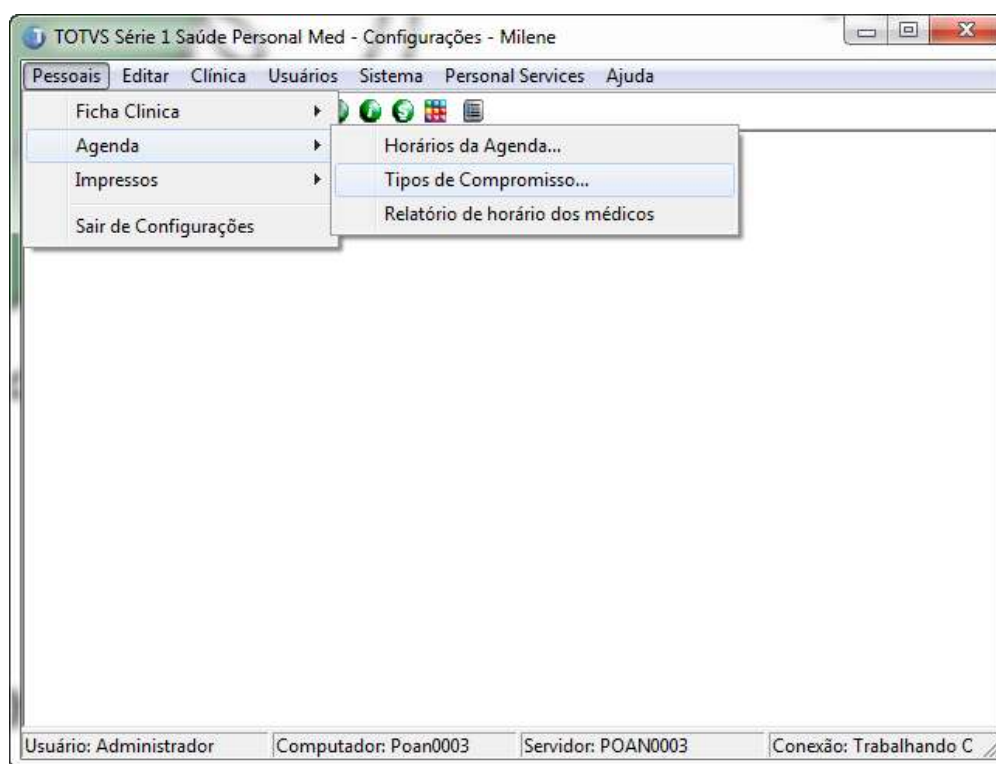 TOTVS Série 1 Saúde Personal Med - Configurações - Milene
Pessoais Editar Clínica Usuários Sistema Personal Services Ajuda
Ficha Clinica
Agenda
Impressos
Sair de Configurações
Horários da Agenda...
Tipos de Compromisso...
Relatório de horário dos médicos
Usuário: Administrador Computador: Poan0003 Servidor: POAN0003 Conexão: Trabalhando C